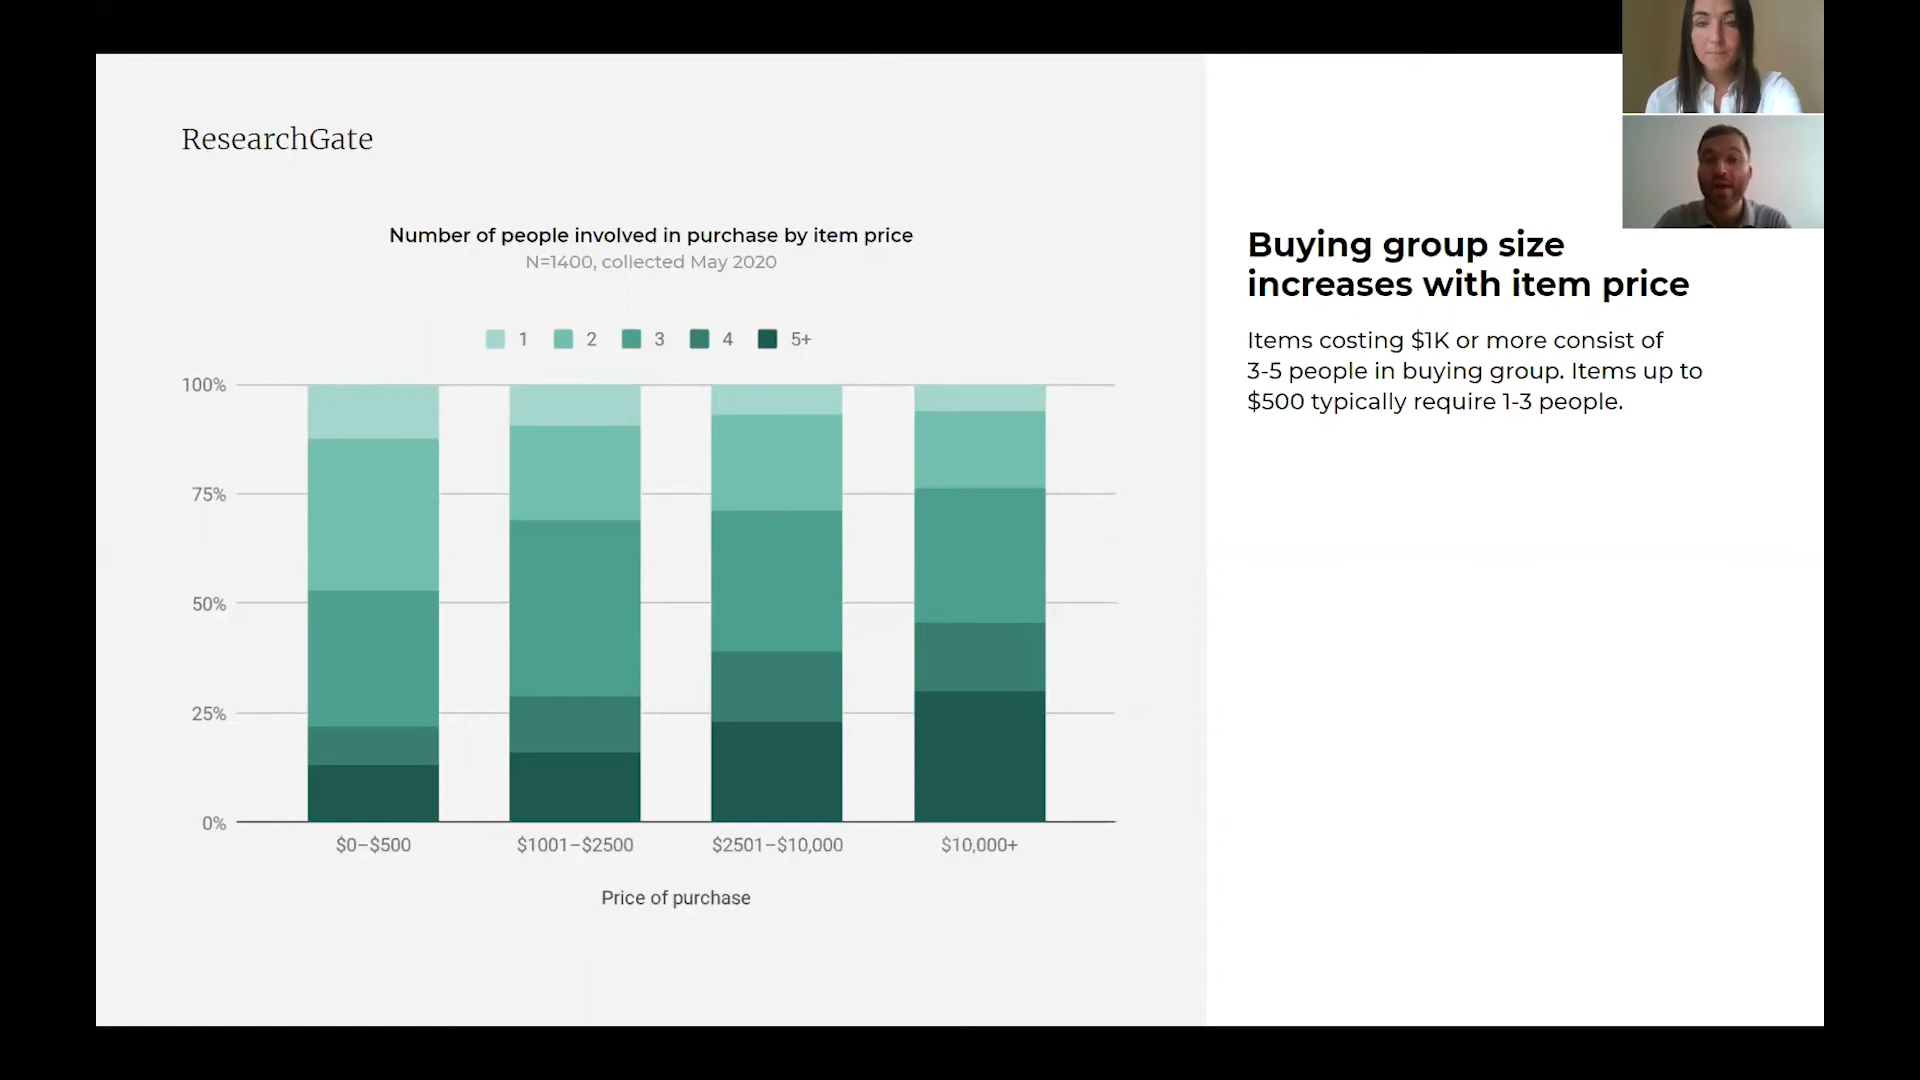 ResearchGate
Number of people involved in purchase by item price
N=1400, collected May 2020
1 2 3 4 5+
100%
75%
50%
25%
0%
$0–$500 $1001–$2500 $2501–$10,000 $10,000+
Price of purchase
Buying group size
increases with item price
Items costing $1K or more consist of
3-5 people in buying group. Items up to
$500 typically require 1-3 people.